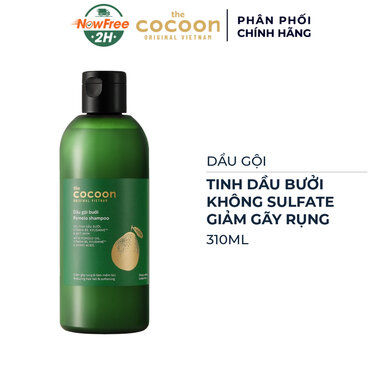 NowFree
2H
the
cocoon
ORIGINAL VIETNAM
PHÂN PHỐI
CHÍNH HÃNG
the
cocoon
ORIGINAL VIETNAM
Dầu gội bưởi
Pomelo shampoo
DẦU GỘI
TINH DẦU BƯỞI
KHÔNG SULFATE
GIẢM GÃY RỤNG
310ML